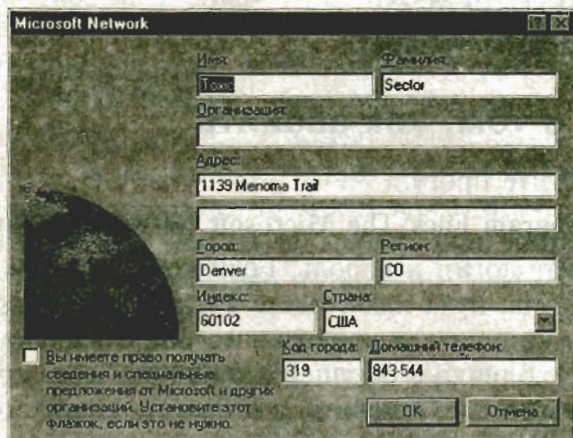 Microsoft Network
Имя: Фамилия:
Toxic Sector
Организация:
Адрес:
1139 Menoma Trail
Город: Регион:
Denver CO
Индекс: Страна:
60102 США
Код города: Домашний телефон:
319 843-544
Вы имеете право получать
сведения и специальные
предложения от Microsoft и других
организаций. Установите этот
флажок, если это не нужно.
OK Отмена